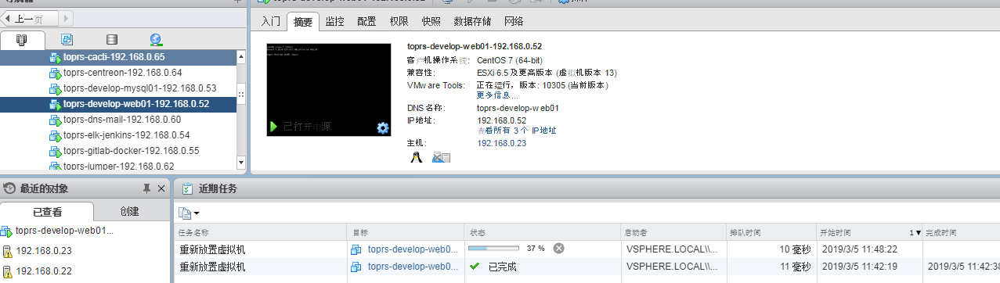 上一页
toprs-cacti-192.168.0.65
toprs-centreon-192.168.0.64
toprs-develop-mysql01-192.168.0.53
toprs-develop-web01-192.168.0.52
toprs-dns-mail-192.168.0.60
toprs-elk-jenkins-192.168.0.54
toprs-gitlab-docker-192.168.0.55
toprs-jumper-192.168.0.62
入门 摘要 监控 配置 权限 快照 数据存储 网络
已打开电源
toprs-develop-web01-192.168.0.52
客户机操作系统: CentOS 7 (64-bit)
兼容性: ESXi 6.5 及更高版本 (虚拟机版本 13)
VMware Tools: 正在运行，版本: 10305 (当前版本)
更多信息...
DNS 名称: toprs-develop-web01
IP 地址: 192.168.0.52
查看所有 3 个 IP 地址
主机: 192.168.0.23
最近的对象
已查看 创建
toprs-develop-web01...
192.168.0.23
192.168.0.22
近期任务
任务名称 目标 状态 启动者 排队时间 开始时间 1▼ 完成时间
重新放置虚拟机 toprs-develop-web0... 37 % VSPHERE.LOCAL\\... 10 毫秒 2019/3/5 11:48:22
重新放置虚拟机 toprs-develop-web0... 已完成 VSPHERE.LOCAL\\... 11 毫秒 2019/3/5 11:42:19 2019/3/5 11:42:38